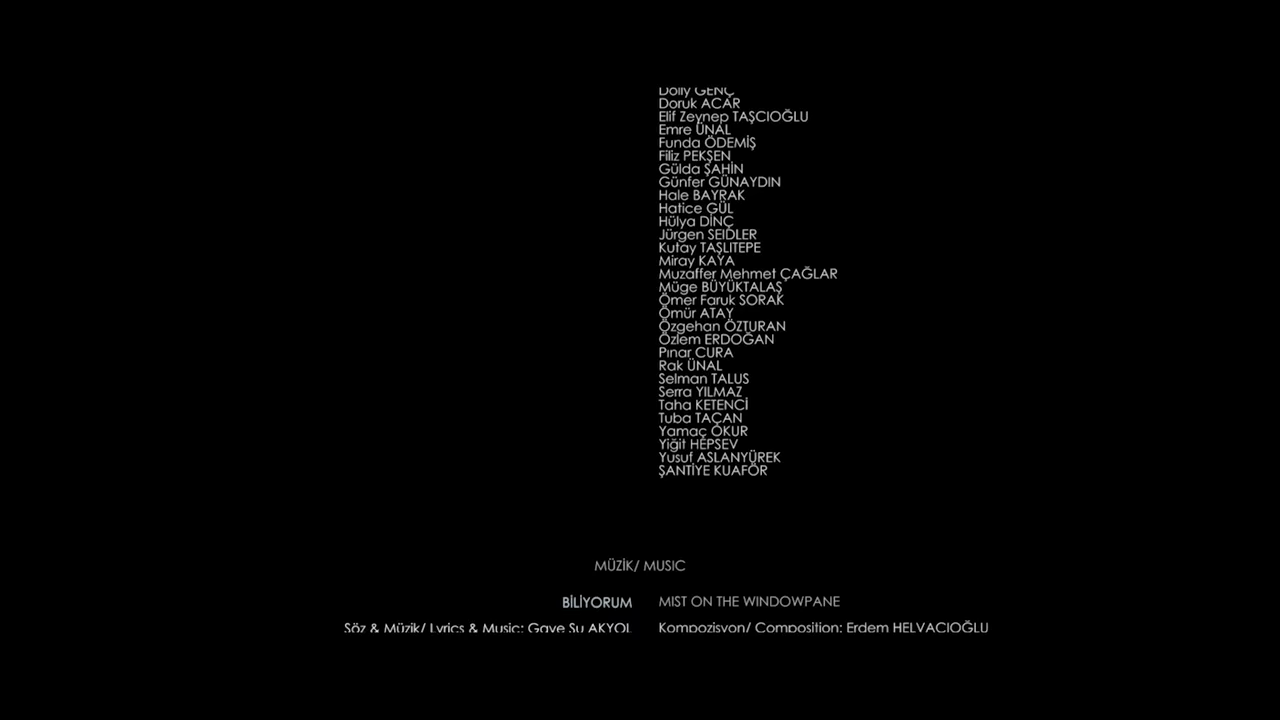 Dolly GENÇ
Doruk ACAR
Elif Zeynep TAŞCIOĞLU
Emre ÜNAL
Funda ÖDEMİŞ
Filiz PEKŞEN
Gülda ŞAHİN
Günfer GÜNAYDIN
Hale BAYRAK
Hatice GÜL
Hülya DİNÇ
Jürgen SEIDLER
Kutay TAŞLITEPE
Miray KAYA
Muzaffer Mehmet ÇAĞLAR
Müge BÜYÜKTALAŞ
Ömer Faruk SORAK
Ömür ATAY
Özgehan ÖZTURAN
Özlem ERDOĞAN
Pınar CURA
Rak ÜNAL
Selman TALUS
Serra YILMAZ
Taha KETENCİ
Tuba TAÇAN
Yamaç OKUR
Yiğit HEPSEV
Yusuf ASLANYÜREK
ŞANTİYE KUAFÖR
MÜZİK/ MUSIC
BİLİYORUM MIST ON THE WINDOWPANE
Söz & Müzik/ Lyrics & Music: Gaye Su AKYOL Kompozisyon/ Composition: Erdem HELVACIOĞLU